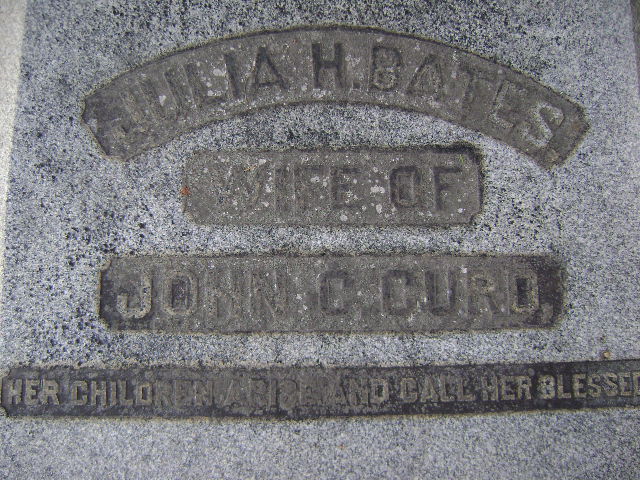 JULIA H. BATES
WIFE OF
JOHN C. CURD,
HER CHILDREN ARISE AND CALL HER BLESSED